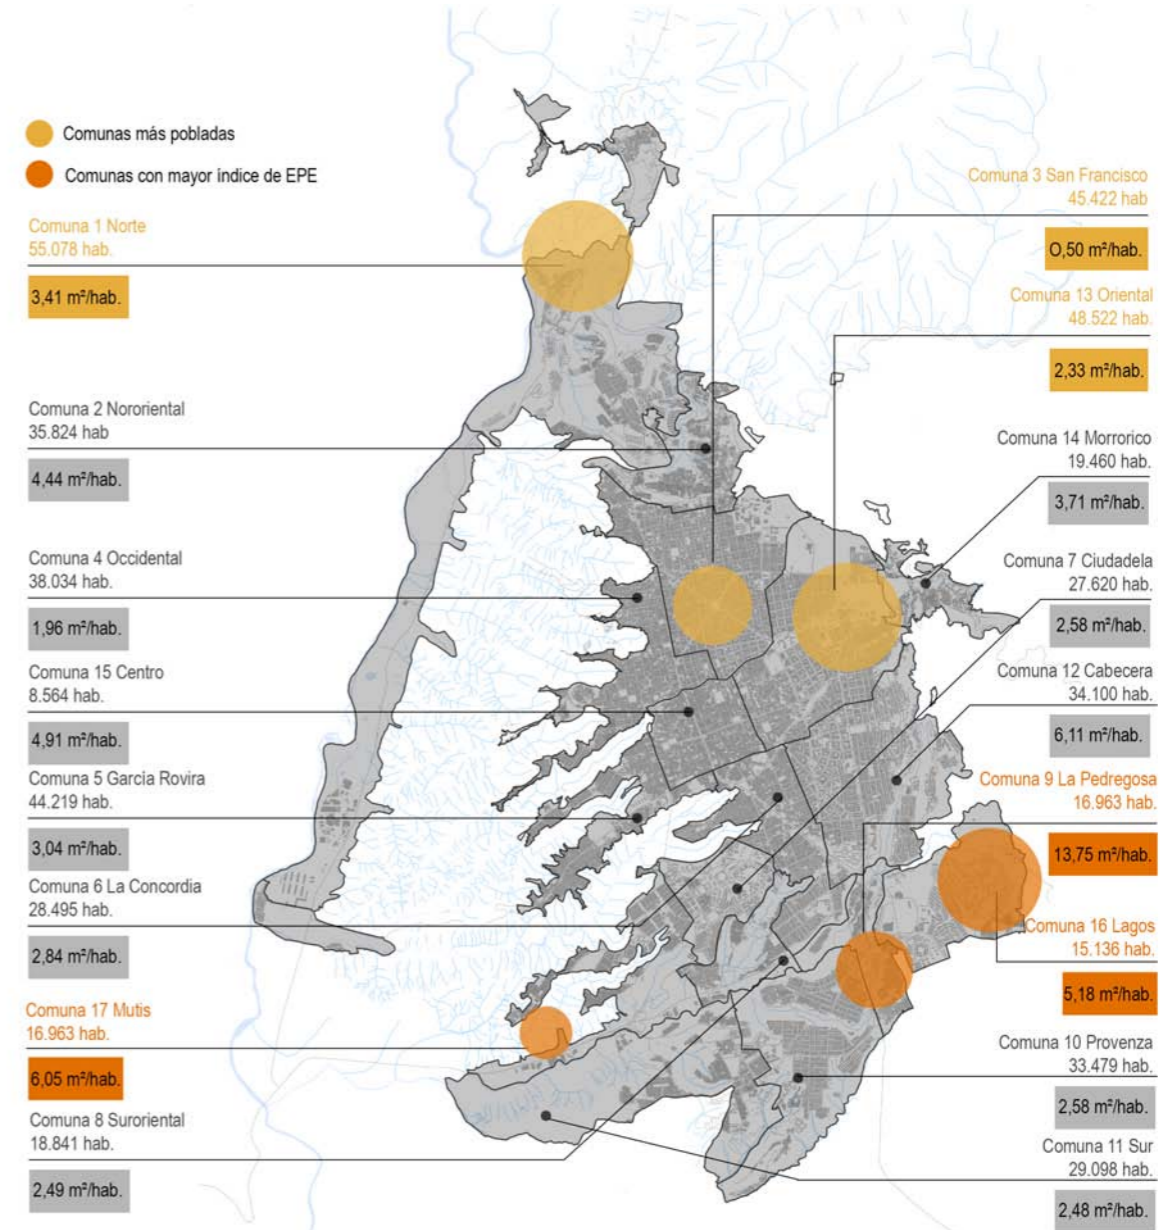 Comunas más pobladas
Comunas con mayor índice de EPE
Comuna 1 Norte
55.078 hab.
3,41 m²/hab.
Comuna 2 Nororiental
35.824 hab
4,44 m²/hab.
Comuna 4 Occidental
38.034 hab.
1,96 m²/hab.
Comuna 15 Centro
8.564 hab.
4,91 m²/hab.
Comuna 5 García Rovira
44.219 hab.
3,04 m²/hab.
Comuna 6 La Concordia
28.495 hab.
2,84 m²/hab.
Comuna 17 Mutis
16.963 hab.
6,05 m²/hab.
Comuna 8 Suroriental
18.841 hab.
2,49 m²/hab.
Comuna 3 San Francisco
45.422 hab
O,50 m²/hab.
Comuna 13 Oriental
48.522 hab.
2,33 m²/hab.
Comuna 14 Morrorico
19.460 hab.
3,71 m²/hab.
Comuna 7 Ciudadela
27.620 hab.
2,58 m²/hab.
Comuna 12 Cabecera
34.100 hab.
6,11 m²/hab.
Comuna 9 La Pedregosa
16.963 hab.
13,75 m²/hab.
Comuna 16 Lagos
15.136 hab.
5,18 m²/hab.
Comuna 10 Provenza
33.479 hab.
2,58 m²/hab.
Comuna 11 Sur
29.098 hab.
2,48 m²/hab.